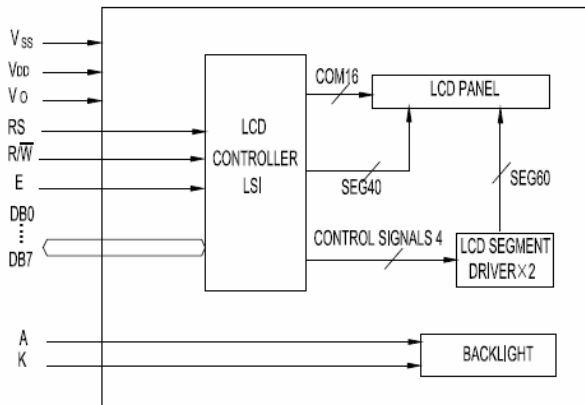 VSS
VDD
VO
RS
R/W̅
E
DB0
DB7
A
K
LCD
CONTROLLER
LSI
COM16
SEG40
CONTROL SIGNALS 4
LCD PANEL
SEG60
LCD SEGMENT
DRIVER×2
BACKLIGHT